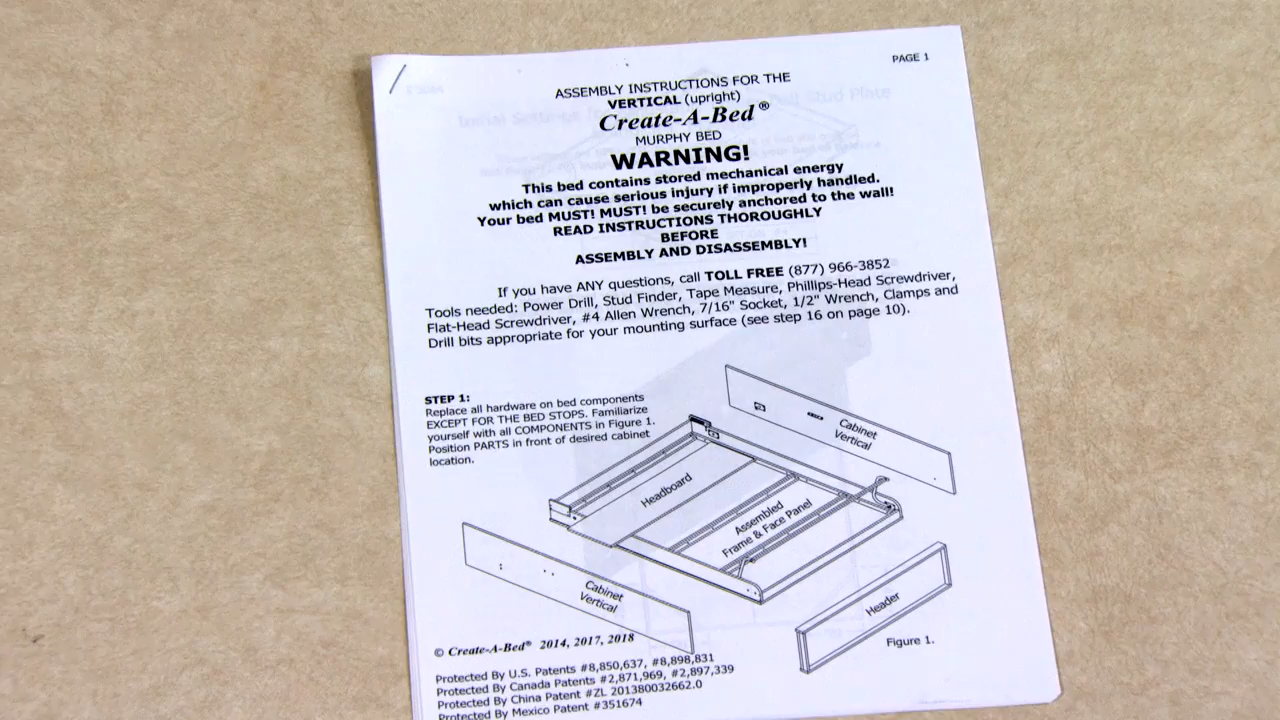 PAGE 1
ASSEMBLY INSTRUCTIONS FOR THE
VERTICAL (upright)
Create-A-Bed ®
MURPHY BED
WARNING!
This bed contains stored mechanical energy
which can cause serious injury if improperly handled.
Your bed MUST! MUST! be securely anchored to the wall!
READ INSTRUCTIONS THOROUGHLY
BEFORE
ASSEMBLY AND DISASSEMBLY!
If you have ANY questions, call TOLL FREE (877) 966-3852
Tools needed: Power Drill, Stud Finder, Tape Measure, Phillips-Head Screwdriver,
Flat-Head Screwdriver, #4 Allen Wrench, 7/16" Socket, 1/2" Wrench, Clamps and
Drill bits appropriate for your mounting surface (see step 16 on page 10).
STEP 1:
Replace all hardware on bed components
EXCEPT FOR THE BED STOPS. Familiarize
yourself with all COMPONENTS in Figure 1.
Position PARTS in front of desired cabinet
location.
Cabinet
Vertical
Headboard
Assembled
Frame & Face Panel
Cabinet
Vertical
Header
Figure 1.
© Create-A-Bed® 2014, 2017, 2018
Protected By U.S. Patents #8,850,637, #8,898,831
Protected By Canada Patents #2,871,969, #2,897,339
Protected By China Patent #ZL 201380032662.0
Protected By Mexico Patent #351674